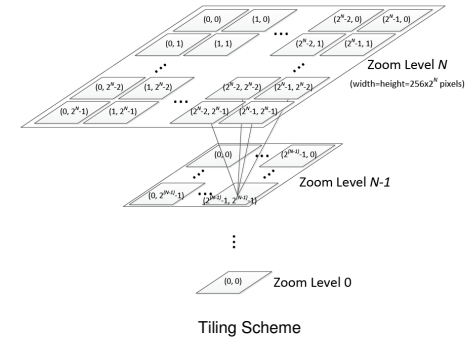 (0, 0) (1, 0) ... (2^N-2, 0) (2^N-1, 0)
(0, 1) (1, 1) (2^N-2, 1) (2^N-1, 1)
Zoom Level N
(width=height=256x2^N pixels)
(0, 2^N-2) (1, 2^N-2) (2^N-2, 2^N-2) (2^N-1, 2^N-2)
(0, 2^N-1) (1, 2^N-1) ... (2^N-2, 2^N-1) (2^N-1, 2^N-1)
(0, 0) ... (2^(N-1)-1, 0)
Zoom Level N-1
(0, 2^(N-1)-1) ... (2^(N-1)-1, 2^(N-1)-1)
(0, 0) Zoom Level 0
Tiling Scheme